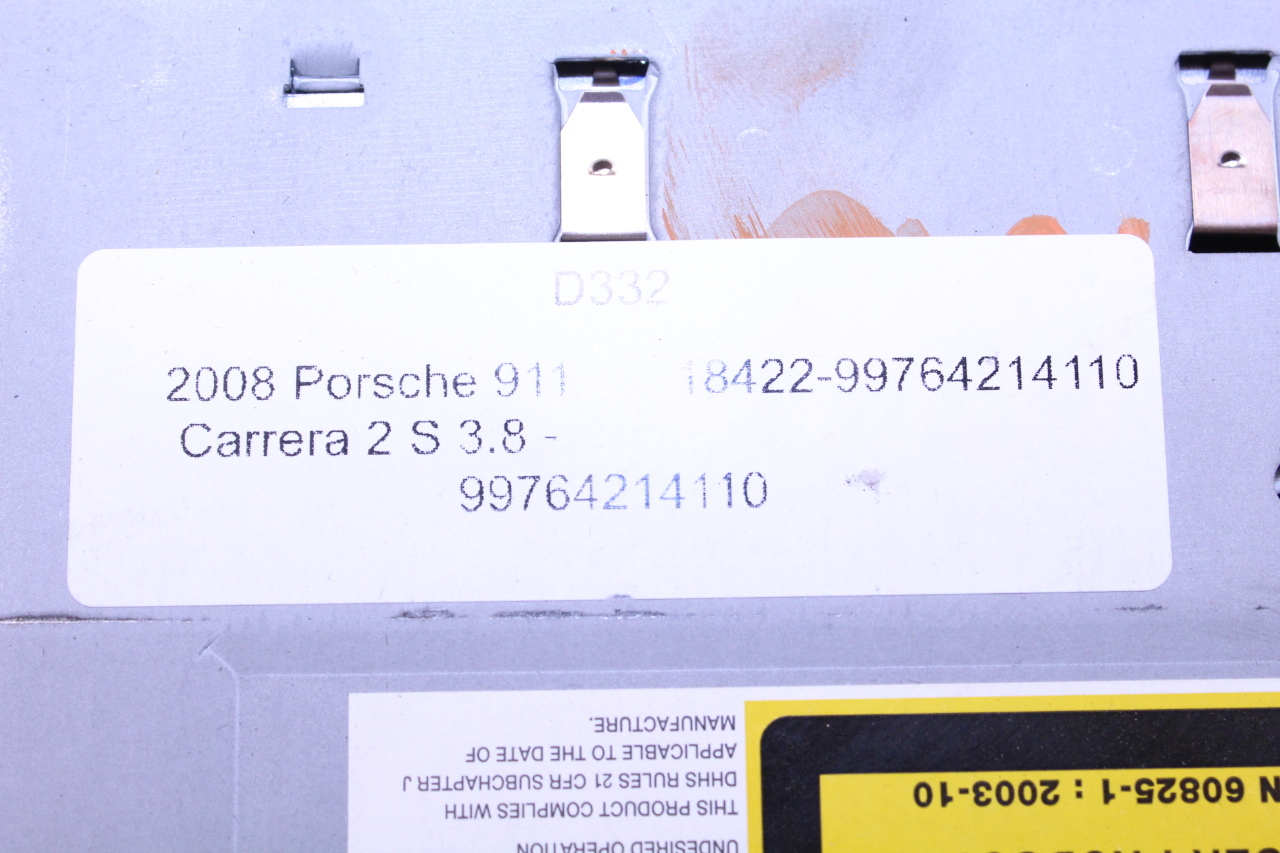 D332
2008 Porsche 911 18422-99764214110
Carrera 2 S 3.8 -
99764214110
UNDESIRED OPERATION
THIS PRODUCT COMPLIES WITH
DHHS RULES 21 CFR SUBCHAPTER J
APPLICABLE TO THE DATE OF
MANUFACTURE.
N 60825-1 : 2003-10